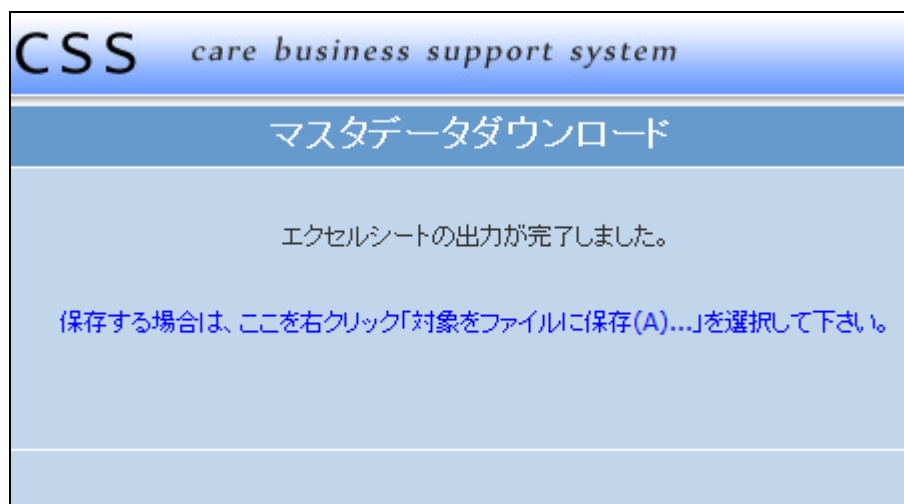 CSS care business support system
マスタデータダウンロード
エクセルシートの出力が完了しました。
保存する場合は、ここを右クリック「対象をファイルに保存(A)...」を選択して下さい。